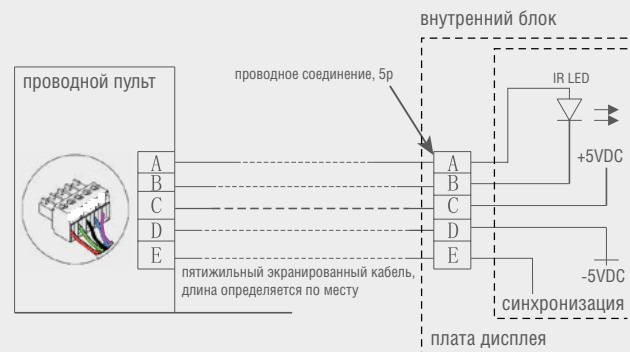 внутренний блок
проводной пульт
проводное соединение, 5р
IR LED
+5VDC
A
B
C
D
E
A
B
C
D
E
пятижильный экранированный кабель,
длина определяется по месту
-5VDC
синхронизация
плата дисплея